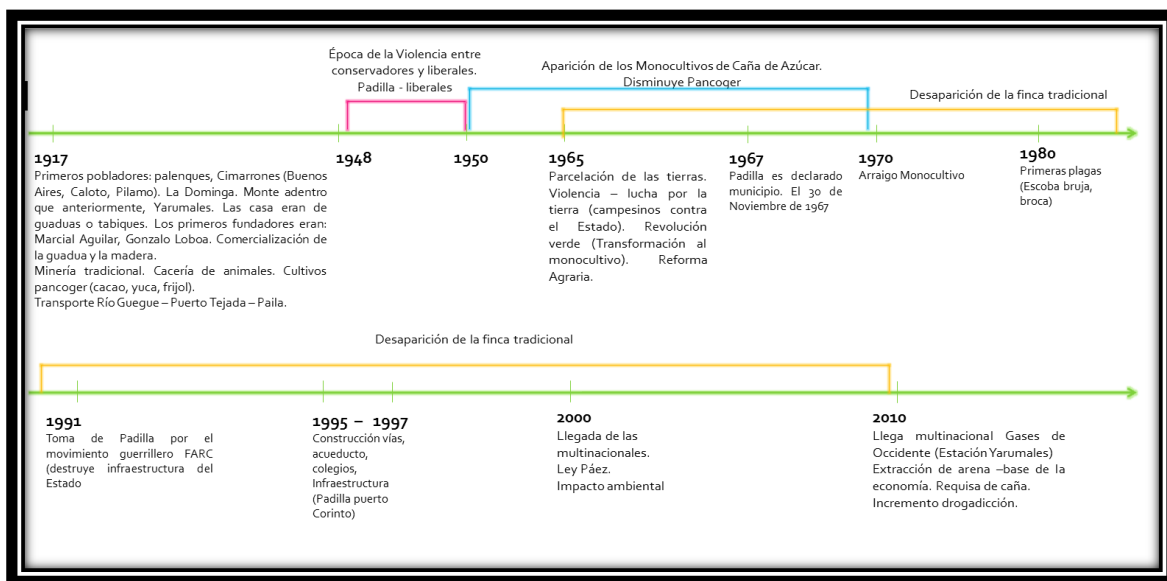 Época de la Violencia entre
conservadores y liberales.
Padilla - liberales
Aparición de los Monocultivos de Caña de Azúcar.
Disminuye Pancoger
Desaparición de la finca tradicional
1917
Primeros pobladores: palenques, Cimarrones (Buenos
Aires, Caloto, Pilamo). La Dominga. Monte adentro
que anteriormente, Yarumales. Las casa eran de
guaduas o tabiques. Los primeros fundadores eran:
Marcial Aguilar, Gonzalo Loboa. Comercialización de
la guadua y la madera.
Minería tradicional. Cacería de animales. Cultivos
pancoger (cacao, yuca, frijol).
Transporte Río Guegue – Puerto Tejada – Paila.
1948
1950
1965
Parcelación de las tierras.
Violencia – lucha por la
tierra (campesinos contra
el Estado). Revolución
verde (Transformación al
monocultivo). Reforma
Agraria.
1967
Padilla es declarado
municipio. El 30 de
Noviembre de 1967
1970
Arraigo Monocultivo
1980
Primeras plagas
(Escoba bruja,
broca)
Desaparición de la finca tradicional
1991
Toma de Padilla por el
movimiento guerrillero FARC
(destruye infraestructura del
Estado
1995 – 1997
Construcción vías,
acueducto,
colegios,
Infraestructura
(Padilla puerto
Corinto)
2000
Llegada de las
multinacionales.
Ley Páez.
Impacto ambiental
2010
Llega multinacional Gases de
Occidente (Estación Yarumales)
Extracción de arena –base de la
economía. Requisa de caña.
Incremento drogadicción.